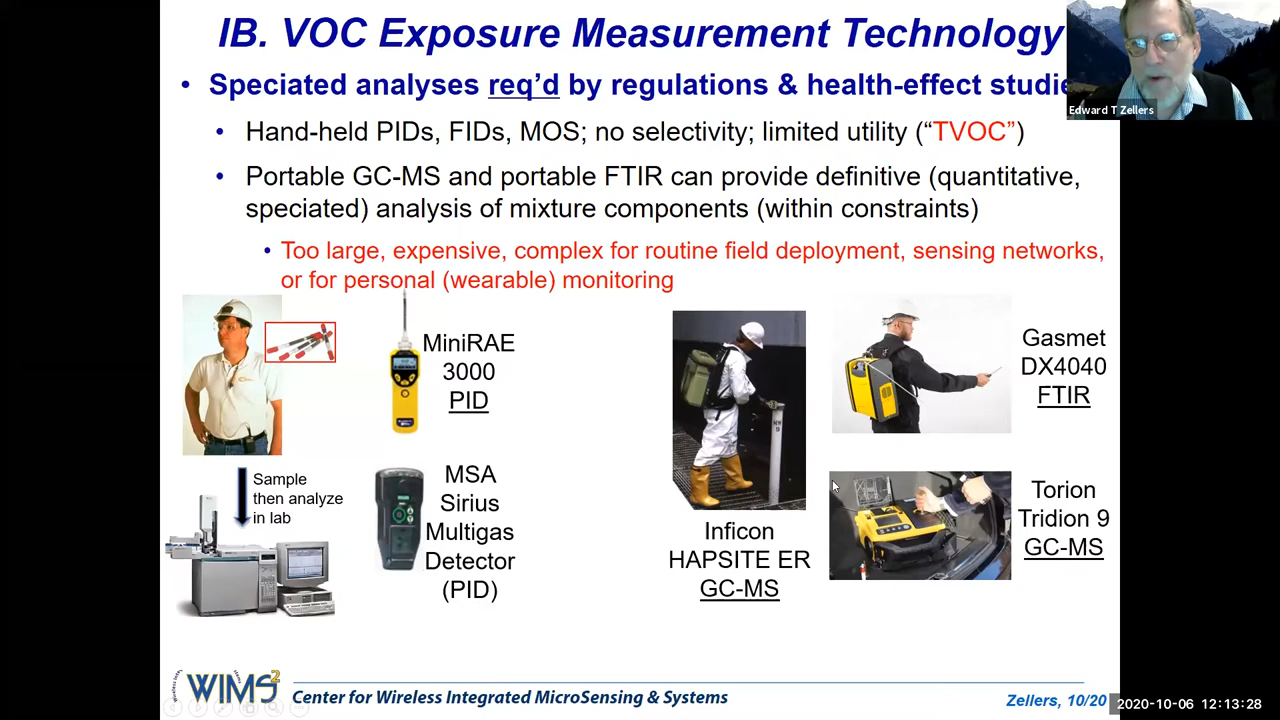 IB. VOC Exposure Measurement Technology
Edward T Zellers
• Speciated analyses req’d by regulations & health-effect studie
• Hand-held PIDs, FIDs, MOS; no selectivity; limited utility (“TVOC”)
• Portable GC-MS and portable FTIR can provide definitive (quantitative,
speciated) analysis of mixture components (within constraints)
• Too large, expensive, complex for routine field deployment, sensing networks,
or for personal (wearable) monitoring
MiniRAE
3000
PID
Gasmet
DX4040
FTIR
Sample
then analyze
in lab
MSA
Sirius
Multigas
Detector
(PID)
Inficon
HAPSITE ER
GC-MS
Torion
Tridion 9
GC-MS
WIMS2
Center for Wireless Integrated MicroSensing & Systems
Zellers, 10/20
2020-10-06 12:13:28